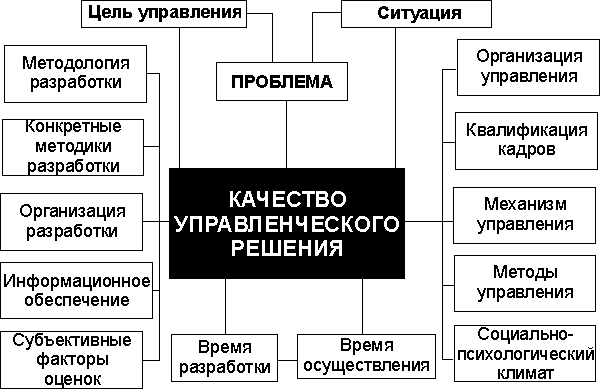 Цель управления
Ситуация
ПРОБЛЕМА
Методология
разработки
Конкретные
методики
разработки
Организация
разработки
Информационное
обеспечение
Субъективные
факторы
оценок
КАЧЕСТВО
УПРАВЛЕНЧЕСКОГО
РЕШЕНИЯ
Организация
управления
Квалификация
кадров
Механизм
управления
Методы
управления
Социально-
психологический
климат
Время
разработки
Время
осуществления